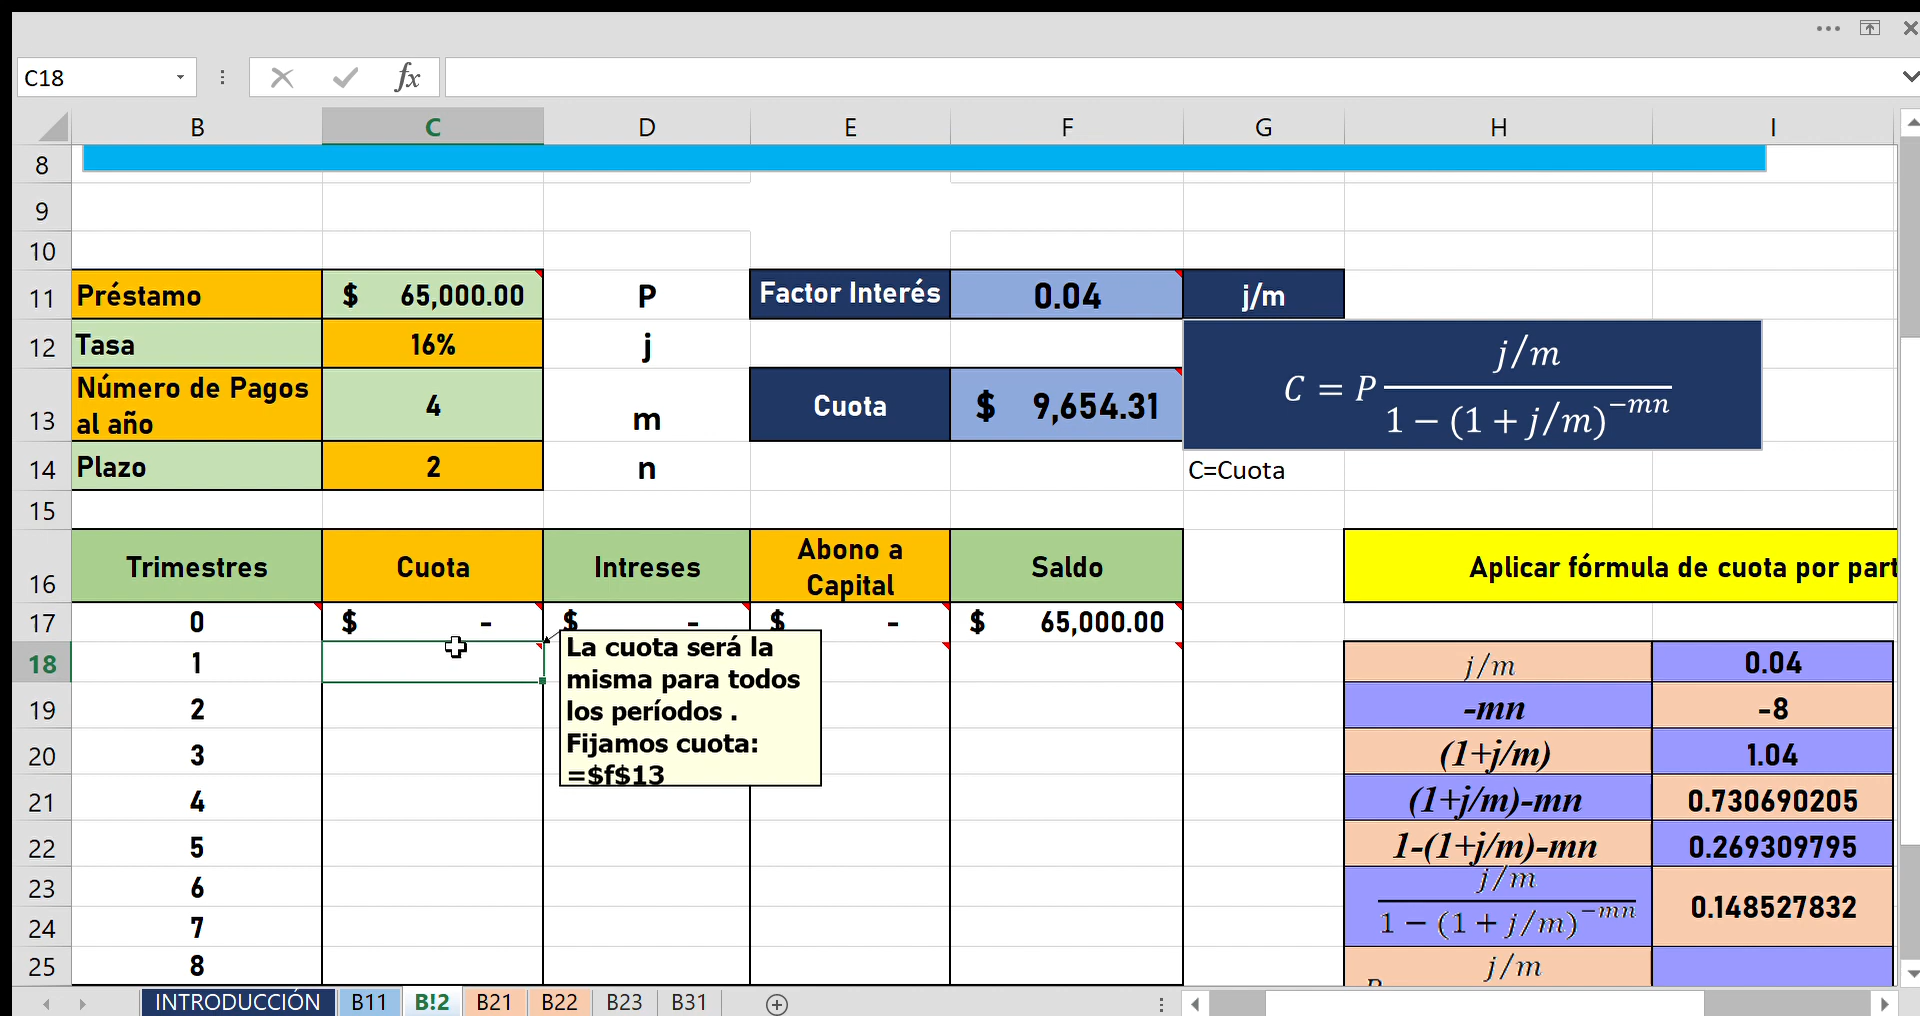 C18
fx
B C D E F G H I
8
9
10
11 Préstamo $ 65,000.00 P Factor Interés 0.04 j/m
12 Tasa 16% j
13 Número de Pagos al año 4 m Cuota $ 9,654.31
C = P j/m
1 − (1 + j/m)^−mn
14 Plazo 2 n C=Cuota
15
16 Trimestres Cuota Intreses Abono a Capital Saldo Aplicar fórmula de cuota por part
17 0 $ - $ - $ - $ 65,000.00
18 1 j/m 0.04
La cuota será la
misma para todos
los períodos .
Fijamos cuota:
=$f$13
19 2 -mn -8
20 3 (1+j/m) 1.04
21 4 (1+j/m)-mn 0.730690205
22 5 1-(1+j/m)-mn 0.269309795
23 6 j/m 0.148527832
24 7 1 − (1 + j/m)^−mn
25 8 j/m
INTRODUCCIÓN B11 B!2 B21 B22 B23 B31